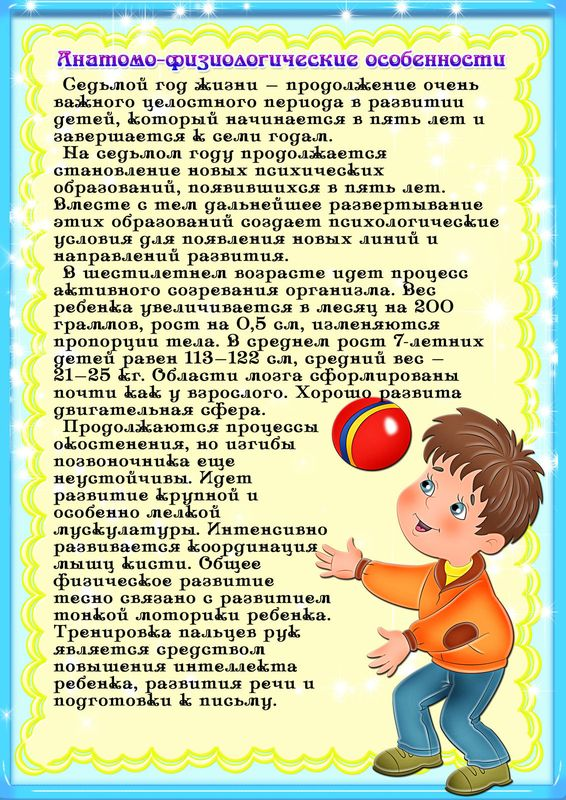 Анатомо-физиологические особенности
Седьмой год жизни – продолжение очень
важного целостного периода в развитии
детей, который начинается в пять лет и
завершается к семи годам.
На седьмом году продолжается
становление новых психических
образований, появившихся в пять лет.
Вместе с тем дальнейшее развертывание
этих образований создает психологические
условия для появления новых линий и
направлений развития.
В шестилетнем возрасте идет процесс
активного созревания организма. Вес
ребенка увеличивается в месяц на 200
граммов, рост на 0,5 см, изменяются
пропорции тела. В среднем рост 7-летних
детей равен 113–122 см, средний вес –
21–25 кг. Области мозга сформированы
почти как у взрослого. Хорошо развита
двигательная сфера.
Продолжаются процессы
окостенения, но изгибы
позвоночника еще
неустойчивы. Идет
развитие крупной и
особенно мелкой
мускулатуры. Интенсивно
развивается координация
мышц кисти. Общее
физическое развитие
тесно связано с развитием
тонкой моторики ребенка.
Тренировка пальцев рук
является средством
повышения интеллекта
ребенка, развития речи и
подготовки к письму.